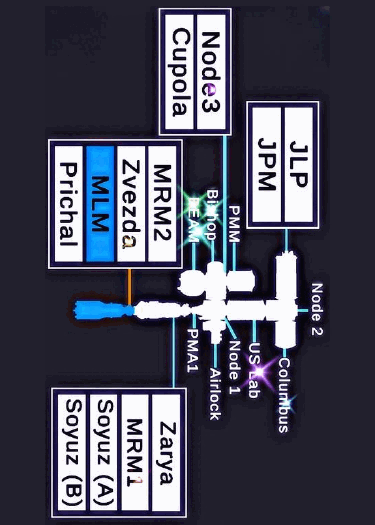 Node3
Cupola
JLP
JPM
MRM2
Zvezda
MLM
Prichal
BEAM
Bishop
PMM
Node 2
Columbus
US Lab
Node 1
Airlock
PMA1
Zarya
MRM1
Soyuz (A)
Soyuz (B)